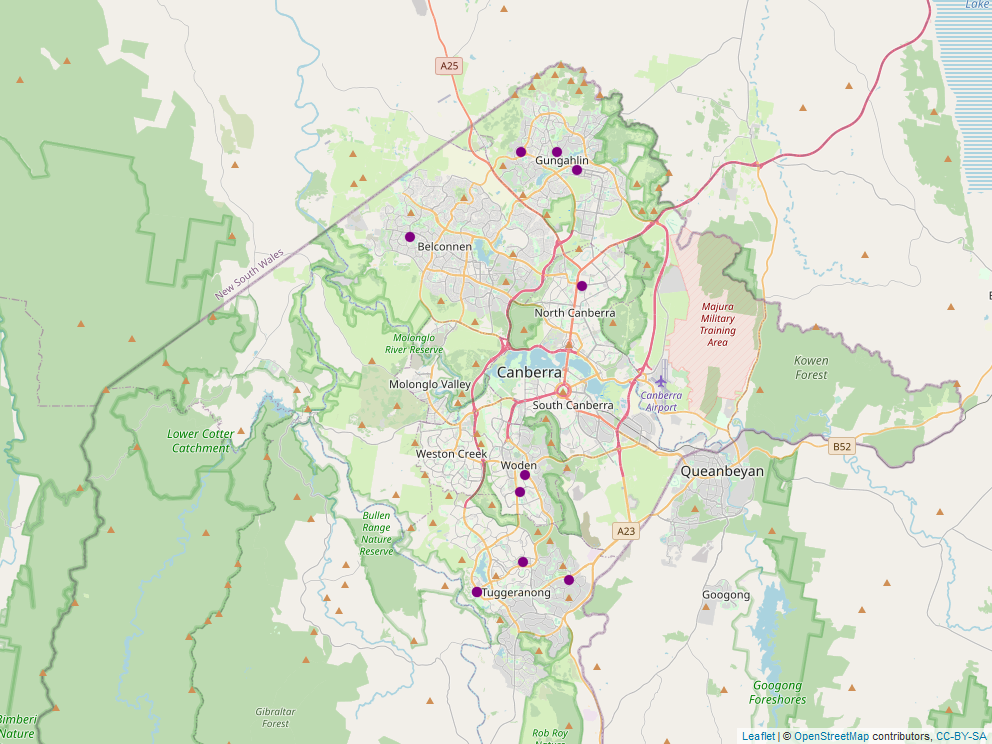 Lake
A25
Gungahlin
Belconnen
New South Wales
North Canberra
Majura
Military
Training
Area
Molonglo
River Reserve
Kowen
Forest
Canberra
Molonglo Valley
Canberra
Airport
South Canberra
Lower Cotter
Catchment
B52
Weston Creek
Woden
Queanbeyan
Bullen
Range
Nature
Reserve
A23
Tuggeranong
Googong
Googong
Foreshores
Gibraltar
Forest
Bimberi
Nature
Rob Roy
Leaflet | © OpenStreetMap contributors, CC-BY-SA